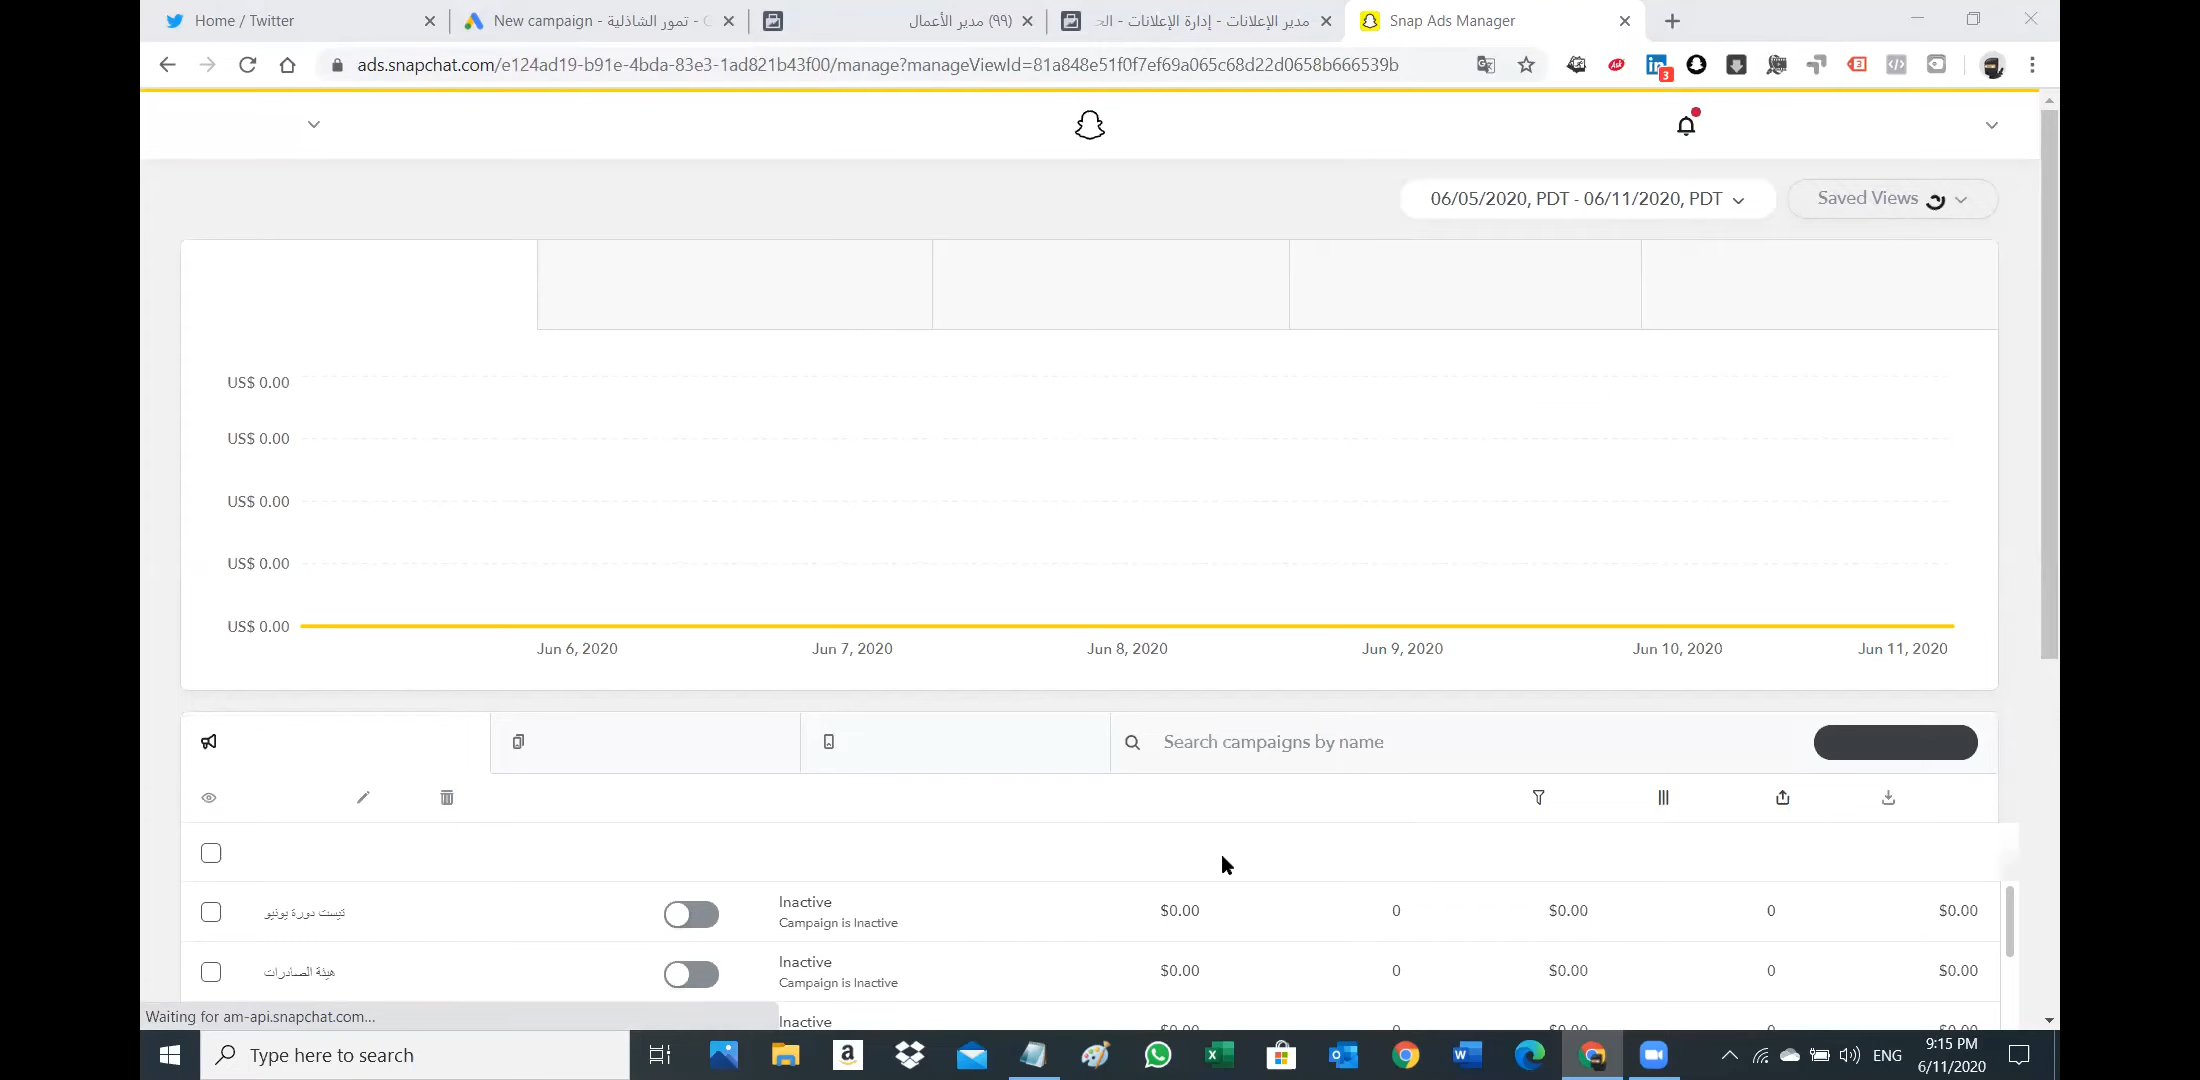 Home / Twitter
New campaign - تمور الشاذلية -
(٩٩) مدير الأعمال
مدير الإعلانات - إدارة الإعلانات - الح
Snap Ads Manager
ads.snapchat.com/e124ad19-b91e-4bda-83e3-1ad821b43f00/manage?manageViewId=81a848e51f0f7ef69a065c68d22d0658b666539b
3
3
06/05/2020, PDT - 06/11/2020, PDT
Saved Views
US$ 0.00
US$ 0.00
US$ 0.00
US$ 0.00
US$ 0.00
Jun 6, 2020 Jun 7, 2020 Jun 8, 2020 Jun 9, 2020 Jun 10, 2020 Jun 11, 2020
Search campaigns by name
تيست دورة يونيو Inactive $0.00 0 $0.00 0 $0.00
Campaign is Inactive
هيئة الصادرات Inactive $0.00 0 $0.00 0 $0.00
Campaign is Inactive
Inactive
Waiting for am-api.snapchat.com...
Type here to search
ENG
9:15 PM
6/11/2020